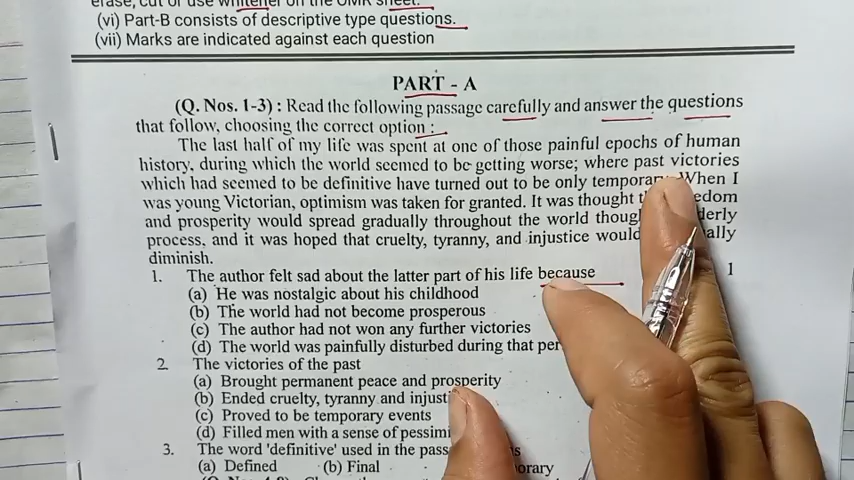 (vi) Part-B consists of descriptive type questions.
(vii) Marks are indicated against each question
PART - A
(Q. Nos. 1-3) : Read the following passage carefully and answer the questions
that follow, choosing the correct option :
The last half of my life was spent at one of those painful epochs of human
history, during which the world seemed to be getting worse; where past victories
which had seemed to be definitive have turned out to be only temporary. When I
was young Victorian, optimism was taken for granted. It was thought edom
and prosperity would spread gradually throughout the world thoug derly
process, and it was hoped that cruelty, tyranny, and injustice would ally
diminish.
1. The author felt sad about the latter part of his life because 1
(a) He was nostalgic about his childhood
(b) The world had not become prosperous
(c) The author had not won any further victories
(d) The world was painfully disturbed during that per
2. The victories of the past
(a) Brought permanent peace and prosperity
(b) Ended cruelty, tyranny and injusti
(c) Proved to be temporary events
(d) Filled men with a sense of pessimi
3. The word 'definitive' used in the pass
(a) Defined (b) Final orary